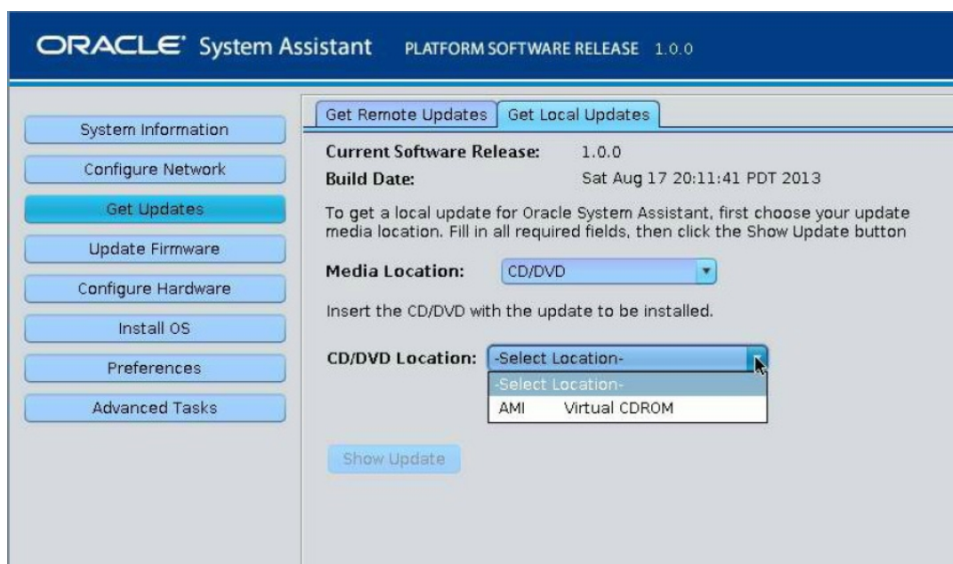 ORACLE' System Assistant PLATFORM SOFTWARE RELEASE 1.0.0
System Information
Configure Network
Get Updates
Update Firmware
Configure Hardware
Install OS
Preferences
Advanced Tasks
Get Remote Updates Get Local Updates
Current Software Release: 1.0.0
Build Date: Sat Aug 17 20:11:41 PDT 2013
To get a local update for Oracle System Assistant, first choose your update
media location. Fill in all required fields, then click the Show Update button
Media Location: CD/DVD
Insert the CD/DVD with the update to be installed.
CD/DVD Location: -Select Location-
-Select Location-
AMI Virtual CDROM
Show Update